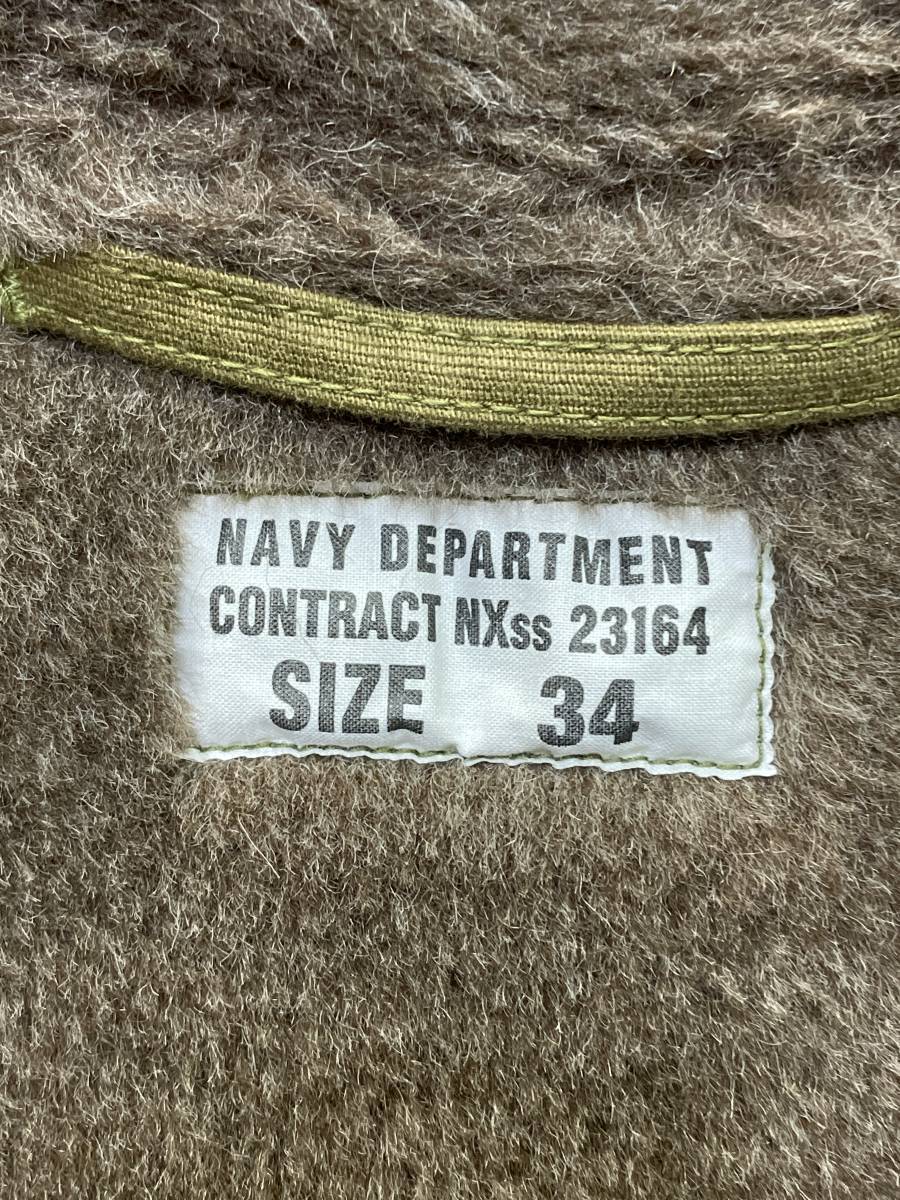 NAVY DEPARTMENT
CONTRACT NXss 23164
SIZE 34